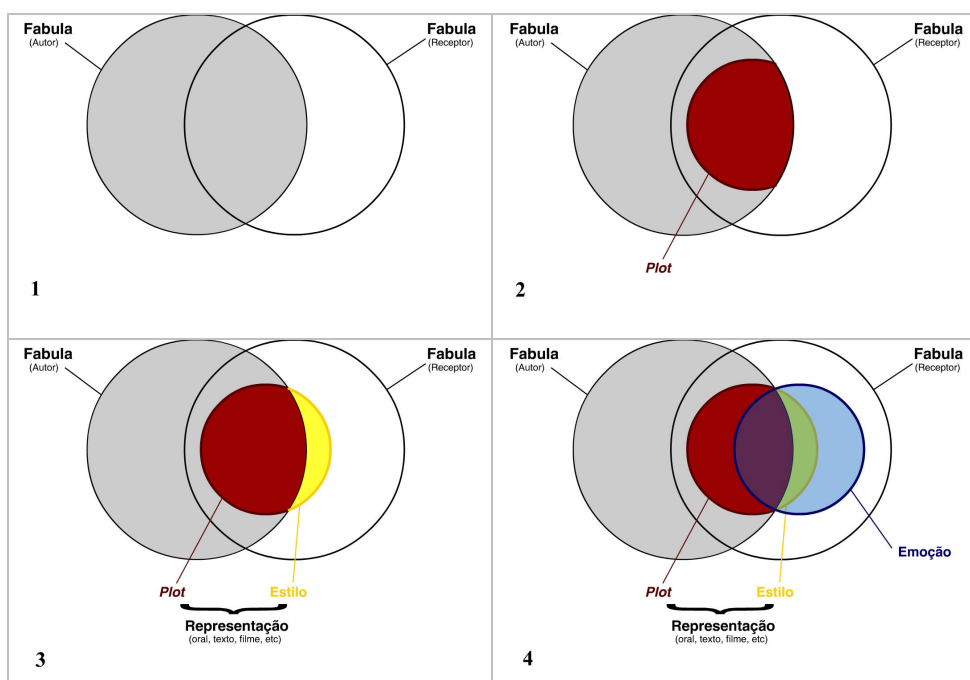 Fabula
(Autor)
Fabula
(Receptor)
1
Fabula
(Autor)
Fabula
(Receptor)
Plot
2
Fabula
(Autor)
Fabula
(Receptor)
Plot
Estilo
Representação
(oral, texto, filme, etc)
3
Fabula
(Autor)
Fabula
(Receptor)
Emoção
Plot
Estilo
Representação
(oral, texto, filme, etc)
4